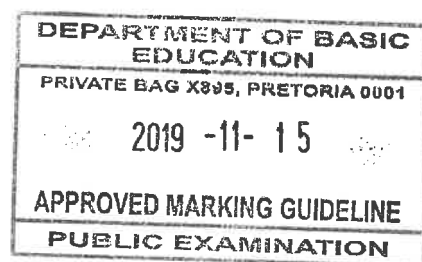 DEPARTMENT OF BASIC
EDUCATION
PRIVATE BAG X895, PRETORIA 0001
2019 -11- 15
APPROVED MARKING GUIDELINE
PUBLIC EXAMINATION